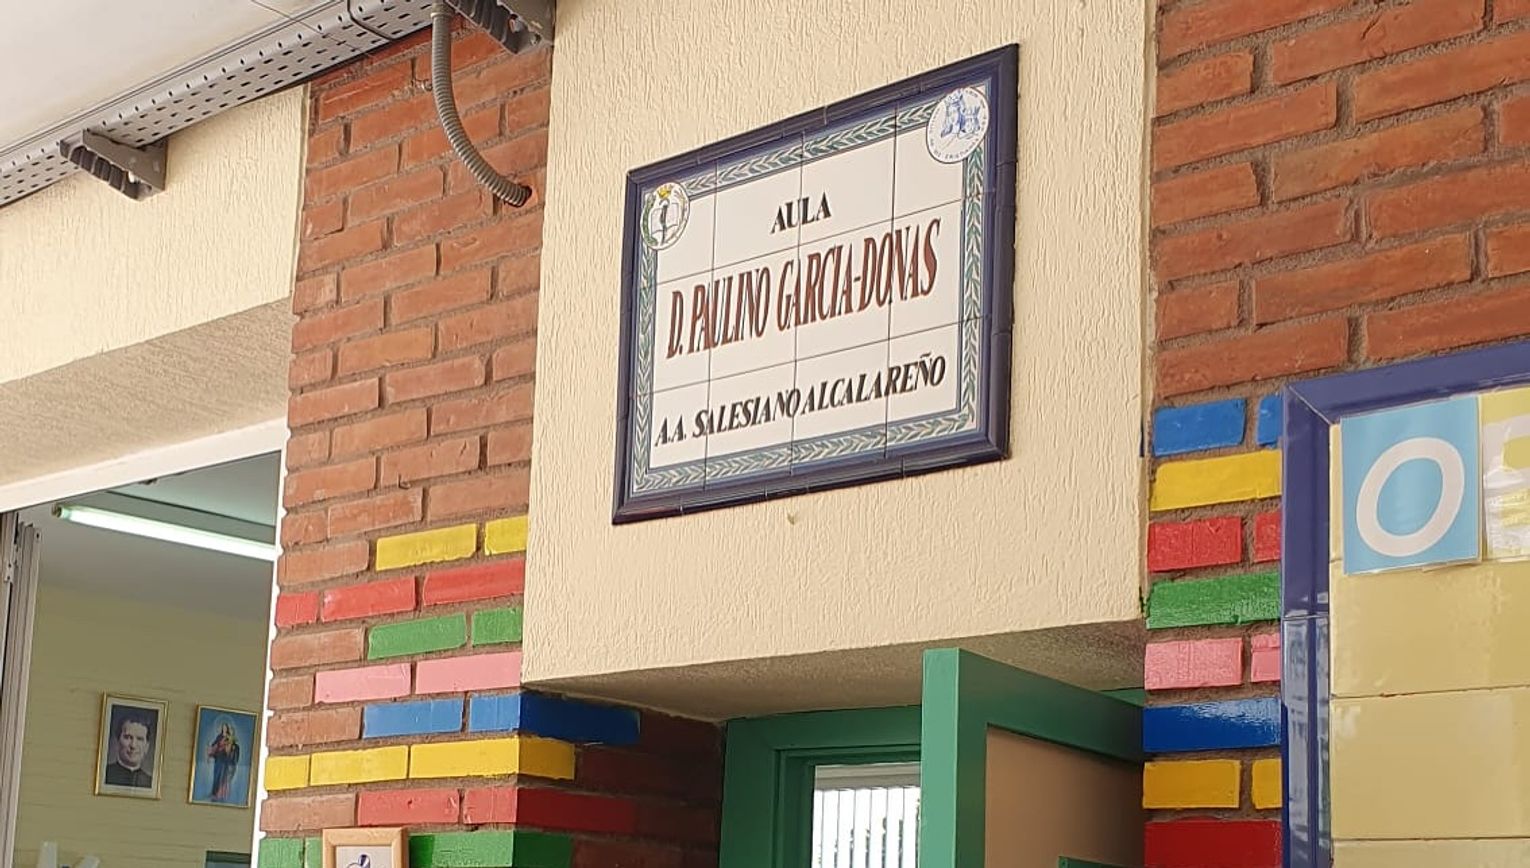 AULA
D. PAULINO GARCIA-DONAS
A.A. SALESIANO ALCALAREÑO
O